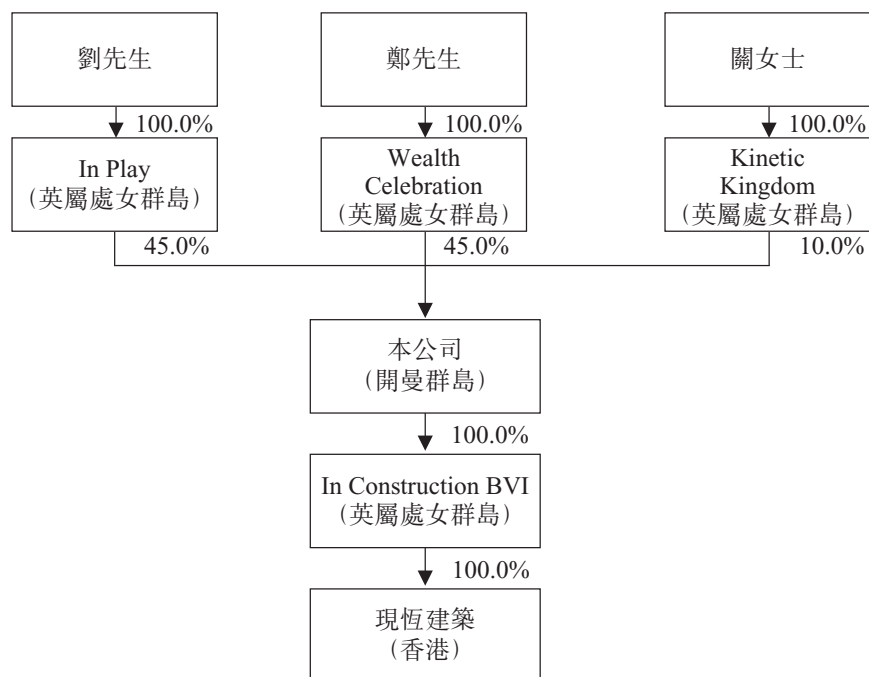 劉先生
鄭先生
關女士
100.0%
100.0%
100.0%
In Play
(英屬處女群島)
Wealth
Celebration
(英屬處女群島)
Kinetic
Kingdom
(英屬處女群島)
45.0%
45.0%
10.0%
本公司
(開曼群島)
100.0%
In Construction BVI
(英屬處女群島)
100.0%
現恆建築
(香港)